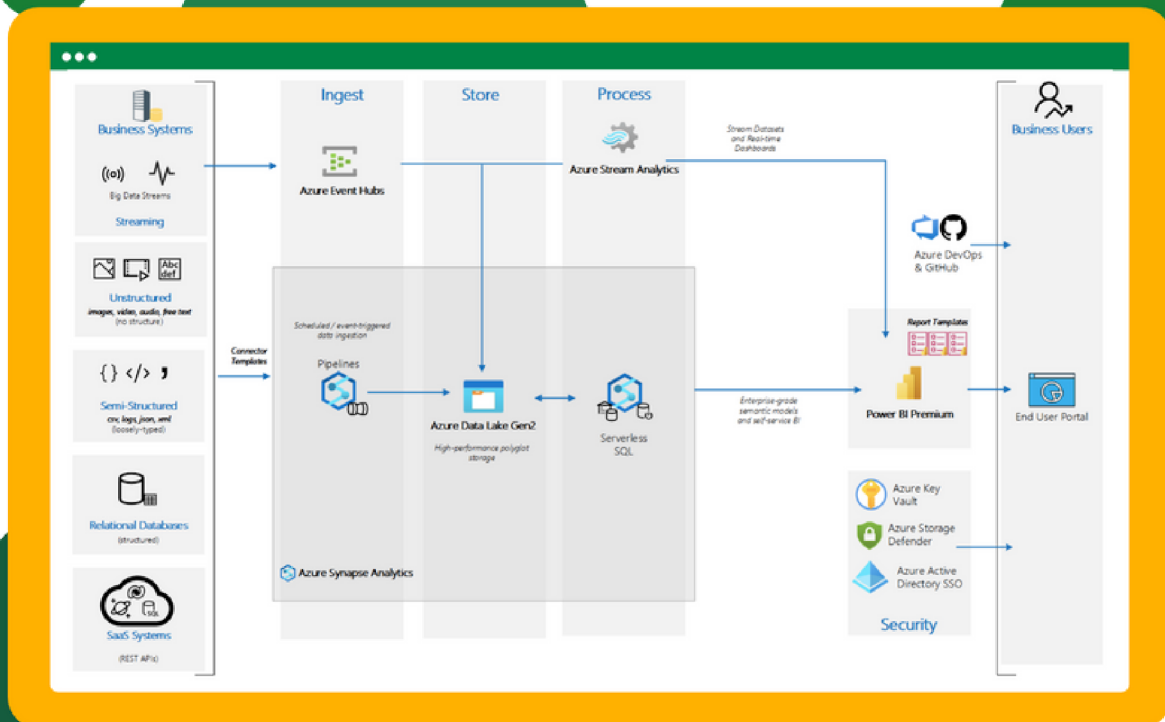 Business Systems
Big Data Streams
Streaming
Unstructured
images, video, audio, free text
(no structure)
Abc
def
{} </> ,
Semi-Structured
csv, logs, json, xml
(loosely-typed)
Relational Databases
(structured)
SQL
SaaS Systems
(REST APIs)
Connector
Templates
Ingest
Azure Event Hubs
Scheduled / event-triggered
data ingestion
Pipelines
Azure Synapse Analytics
Store
Azure Data Lake Gen2
High-performance polyglot
storage
Process
Azure Stream Analytics
Serverless
SQL
Stream Datasets
and Real-time
Dashboards
Enterprise-grade
semantic models
and self-service BI
Azure DevOps
& GitHub
Report Templates
Power BI Premium
Azure Key
Vault
Azure Storage
Defender
Azure Active
Directory SSO
Security
Business Users
End User Portal